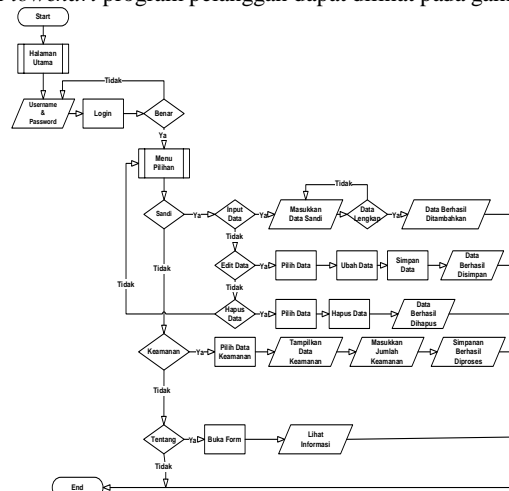 program pelanggan dapat dilihat pada
Start
Halaman
Utama
Tidak
Username
&
Password
Login
Benar
Ya
Menu
Pilihan
Tidak
Sandi
Ya
Input
Data
Ya
Masukkan
Data Sandi
Data
Lengkap
Ya
Data Berhasil
Ditambahkan
Tidak
Edit Data
Ya
Pilih Data
Ubah Data
Simpan
Data
Data
Berhasil
Disimpan
Tidak
Tidak
Tidak
Hapus
Data
Ya
Pilih Data
Hapus Data
Data
Berhasil
Dihapus
Keamanan
Ya
Pilih Data
Keamanan
Tampilkan
Data
Keamanan
Masukkan
Jumlah
Keamanan
Simpanan
Berhasil
Diproses
Tidak
Tentang
Ya
Buka Form
Lihat
Informasi
Tidak
End